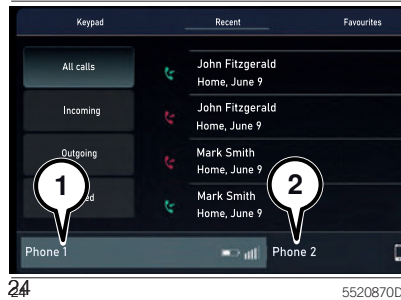 Keypad Recent Favourites
All calls
John Fitzgerald
Home, June 9
Incoming
John Fitzgerald
Home, June 9
Outgoing
Mark Smith
Home, June 9
1
2
Mark Smith
Home, June 9
Phone 1 Phone 2
24
5520870D